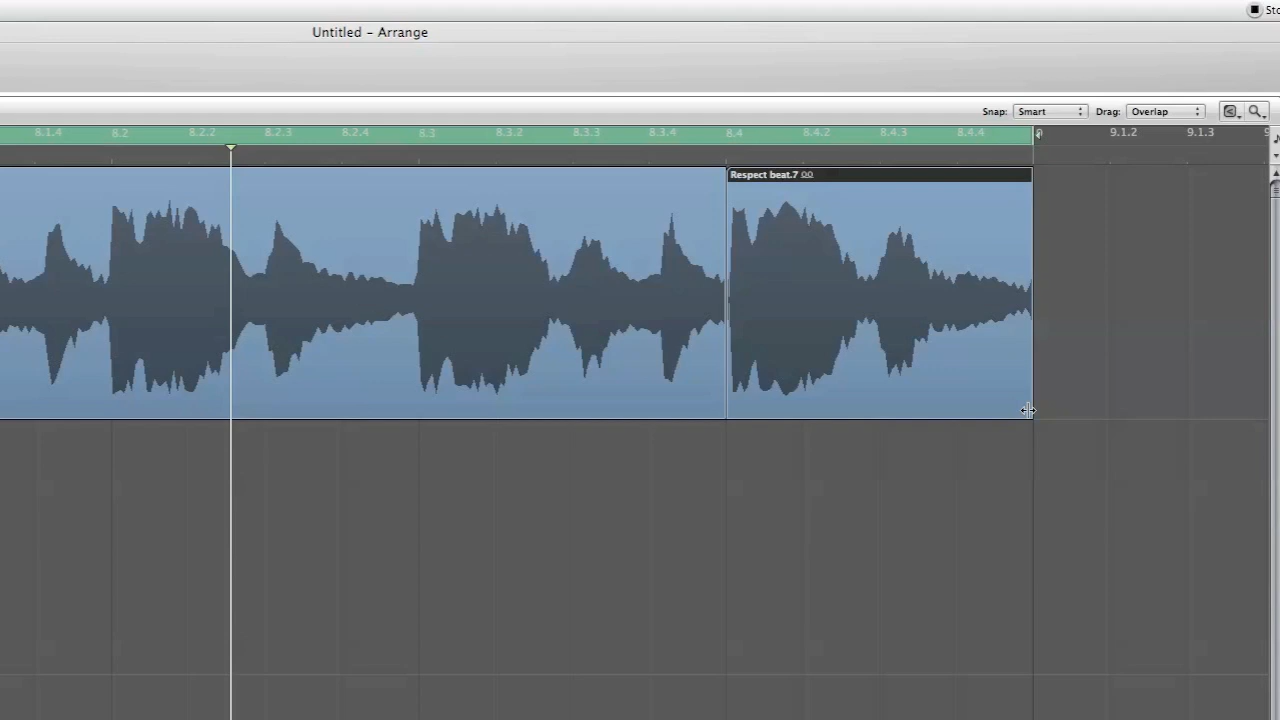 Sto
Untitled – Arrange
Snap: Smart Drag: Overlap
8.1.4 8.2 8.2.2 8.2.3 8.2.4 8.3 8.3.2 8.3.3 8.3.4 8.4 8.4.2 8.4.3 8.4.4 9 9.1.2 9.1.3
Respect beat.7